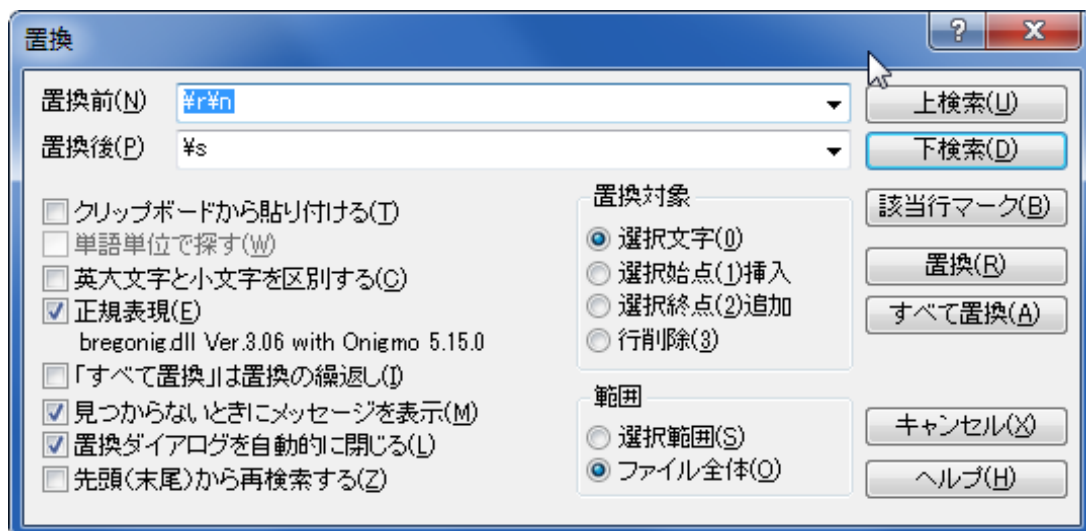 置換
置換前(N) ¥r¥n
上検索(U)
置換後(P) ¥s
下検索(D)
クリップボードから貼り付ける(T)
単語単位で探す(W)
英大文字と小文字を区別する(C)
正規表現(E)
bregonig.dll Ver.3.06 with Onigmo 5.15.0
「すべて置換」は置換の繰返し(I)
見つからないときにメッセージを表示(M)
置換ダイアログを自動的に閉じる(L)
先頭(末尾)から再検索する(Z)
置換対象
選択文字(0)
選択始点(1)挿入
選択終点(2)追加
行削除(3)
範囲
選択範囲(S)
ファイル全体(O)
該当行マーク(B)
置換(R)
すべて置換(A)
キャンセル(X)
ヘルプ(H)